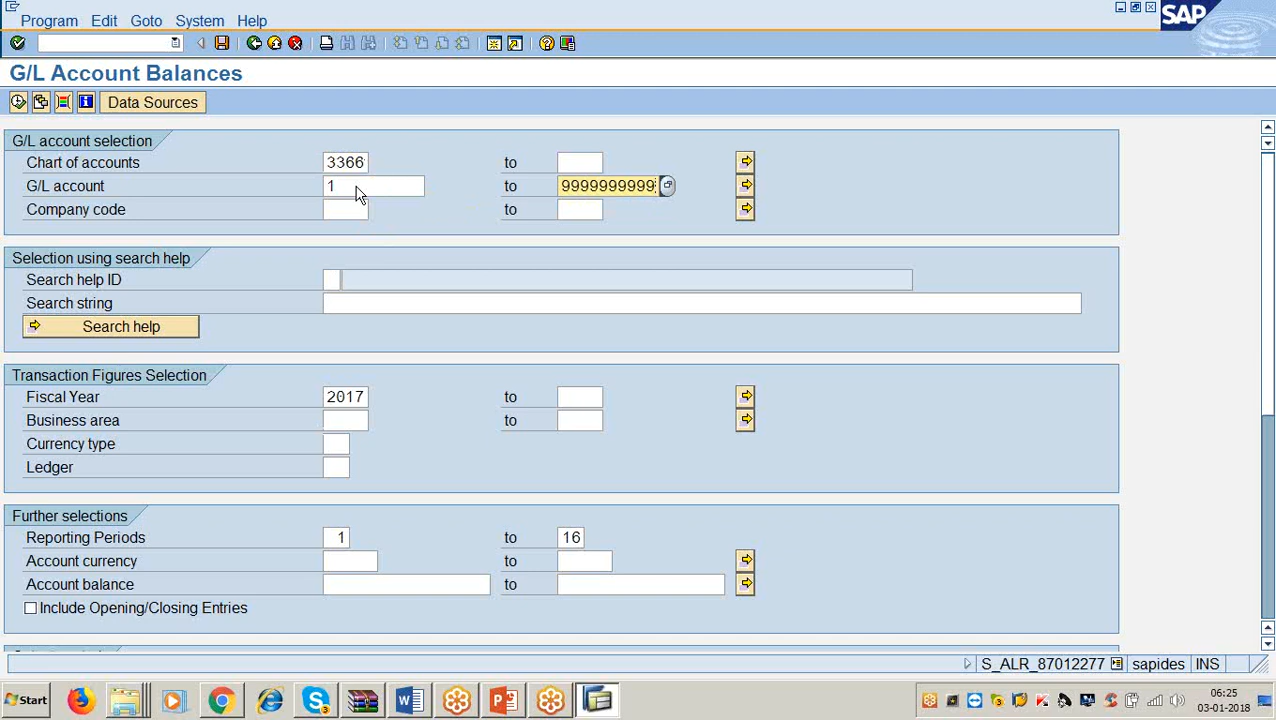 Program Edit Goto System Help
SAP
G/L Account Balances
Data Sources
G/L account selection
Chart of accounts 3366 to
G/L account 1 to 9999999999
Company code to
Selection using search help
Search help ID
Search string
Search help
Transaction Figures Selection
Fiscal Year 2017 to
Business area to
Currency type
Ledger
Further selections
Reporting Periods 1 to 16
Account currency to
Account balance to
Include Opening/Closing Entries
S_ALR_87012277 sapides INS
Start 06:25
03-01-2018